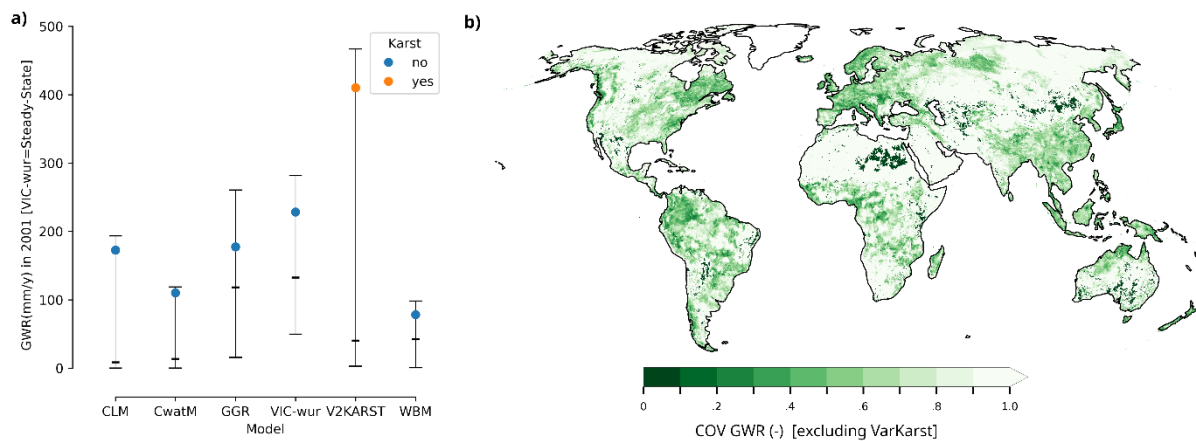 a)
500
400
300
200
100
0
GWR(mm/y) in 2001 [VIC-wur=Steady-State]
Karst
no
yes
CLM CwatM GGR VIC-wur V2KARST WBM
Model
b)
0 .2 .4 .6 .8 1.0
COV GWR (-) [excluding VarKarst]